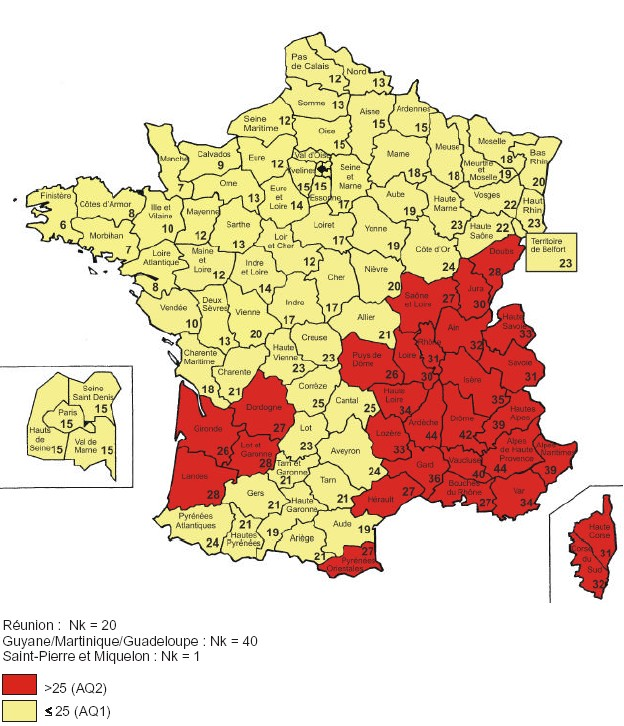 Pas
de Calais
12
Nord
13
Somme 13
Aisne
15
Ardennes
15
Seine
Maritime 12
Oise
15
Manche
7
Calvados
9
Eure
12
Val d'Oise
Yvelines
15
15
Essonne
Seine
et
Marne
17
Marne
18
Meuse
18
Moselle
18
Meurthe
et
Moselle 19
Bas
Rhin
20
Finistère
6
Côtes d'Armor
8
Ille et
Vilaine
10
Mayenne
12
Orne
13
Eure
et
Loire 14
Aube
19
Haute
Marne
23
Vosges
22
Haut
Rhin
23
Morbihan
7
Sarthe
13
Loir
et Cher
12
Loiret
17
Yonne
19
Côte d'Or
24
Haute
Saône
22
Territoire
de Belfort
23
Loire
Atlantique
8
Maine
et
Loire
12
Indre
et Loire
14
Cher
17
Nièvre
20
Doubs
28
Vendée
10
Deux
Sèvres
13
Vienne
20
Indre
17
Allier
21
Saône
et Loire
27
Jura
30
Charente
Maritime
18
Charente
21
Haute
Vienne
23
Creuse
23
Puy de
Dôme
26
Loire
30
Rhône
31
Ain
32
Haute
Savoie
33
Savoie
31
Corrèze
25
Cantal
25
Haute
Loire
34
Isère
35
Hautes
Alpes
39
Seine
Saint Denis
15
Paris
15
Hauts
de
Seine 15
Val de
Marne 15
Gironde
26
Dordogne
27
Lot
23
Lot et
Garonne
28
Aveyron
24
Lozère
33
Ardèche
44
Drôme
42
Alpes
de Haute
Provence
44
Alpes
Maritimes
39
Landes
28
Tarn et
Garonne
21
Tarn
21
Gard
36
Vaucluse
40
Gers
21
Haute
Garonne
19
Hérault 27
Bouches
du Rhône 27
Var
34
Pyrénées
Atlantiques
24
21
Hautes
Pyrénées
Ariège
21
Aude
19
27
Pyrénées
Orientales
Haute
Corse
31
Corse
du
Sud
32
Réunion : Nk = 20
Guyane/Martinique/Guadeloupe : Nk = 40
Saint-Pierre et Miquelon : Nk = 1
>25 (AQ2)
≤ 25 (AQ1)